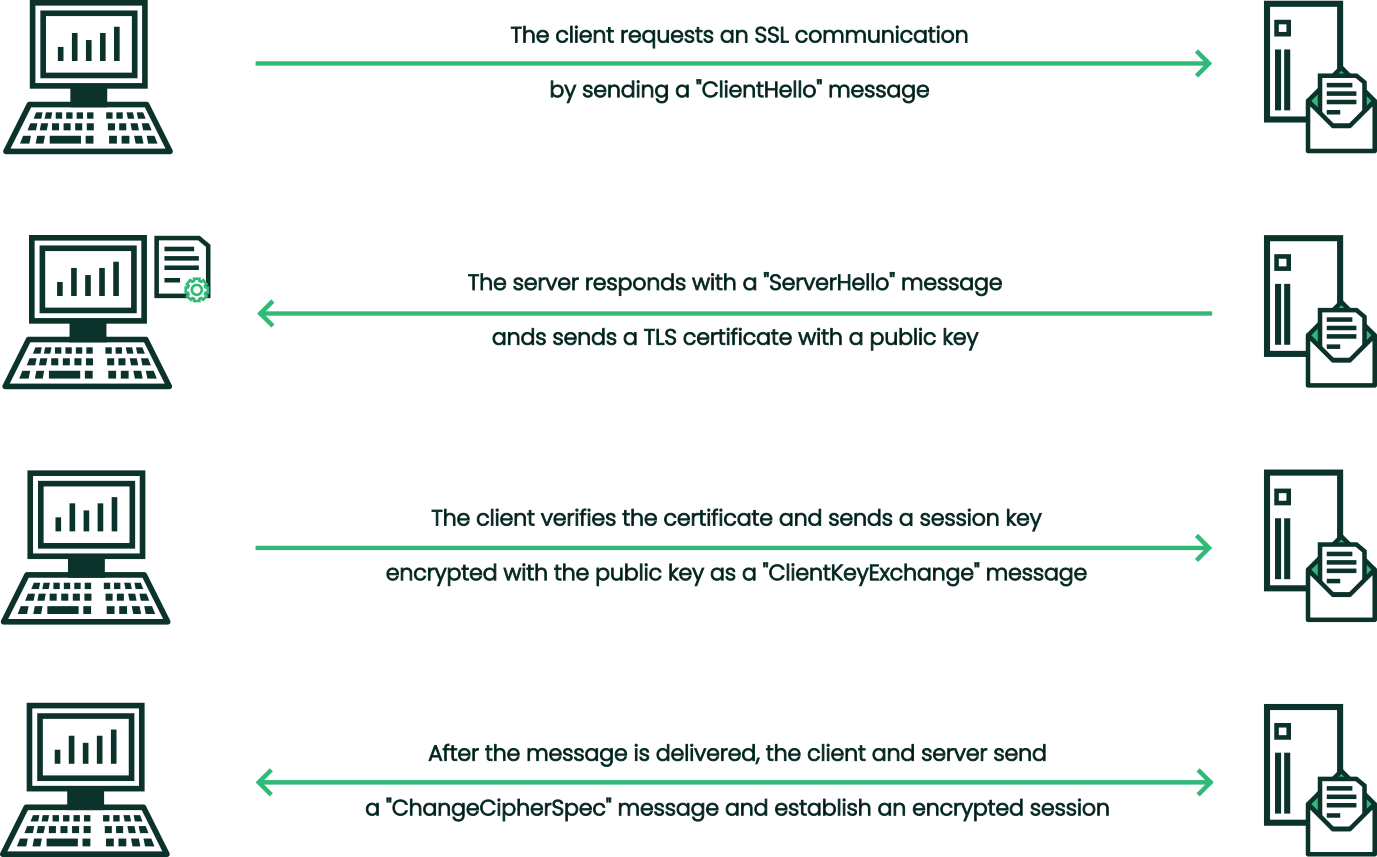 The client requests an SSL communication
by sending a "ClientHello" message
The server responds with a "ServerHello" message
ands sends a TLS certificate with a public key
The client verifies the certificate and sends a session key
encrypted with the public key as a "ClientKeyExchange" message
After the message is delivered, the client and server send
a "ChangeCipherSpec" message and establish an encrypted session